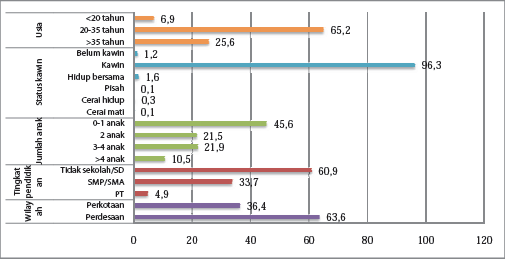 Usia
<20 tahun 6,9
20-35 tahun 65,2
>35 tahun 25,6
Status kawin
Belum kawin 1,2
Kawin 96,3
Hidup bersama 1,6
Pisah 0,1
Cerai hidup 0,3
Cerai mati 0,1
Jumlah anak
0-1 anak 45,6
2 anak 21,5
3-4 anak 21,9
>4 anak 10,5
Tingkat
pendidik
an
Tidak sekolah/SD 60,9
SMP/SMA 33,7
PT 4,9
Wilay
ah
Perkotaan 36,4
Perdesaan 63,6
0 20 40 60 80 100 120